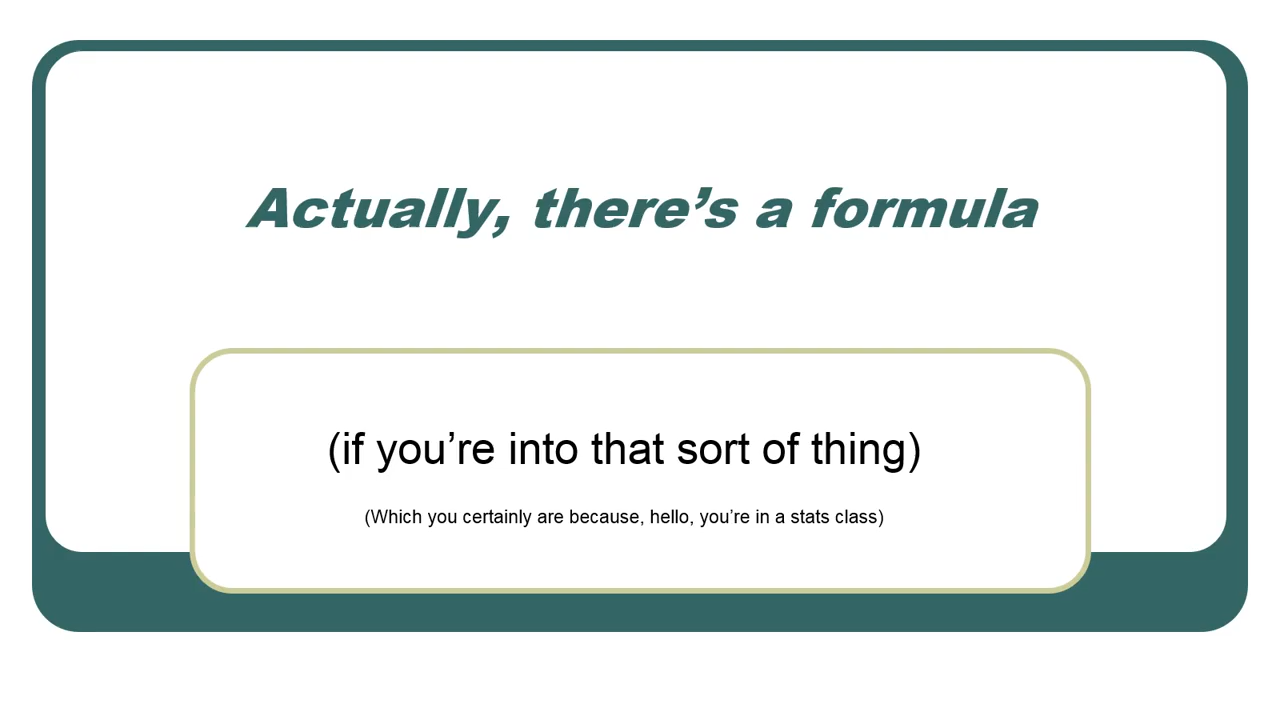 Actually, there’s a formula
(if you’re into that sort of thing)
(Which you certainly are because, hello, you’re in a stats class)